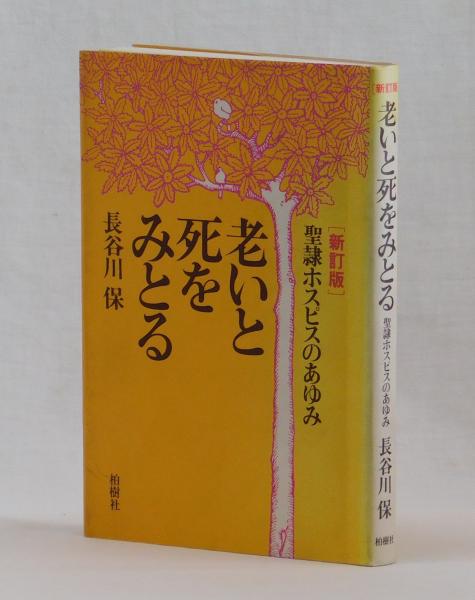 [新訂版]
聖隷ホスピスのあゆみ
老いと
死を
みとる
長谷川 保
柏樹社
新訂版
老いと死をみとる
聖隷ホスピスのあゆみ
長谷川 保
柏樹社